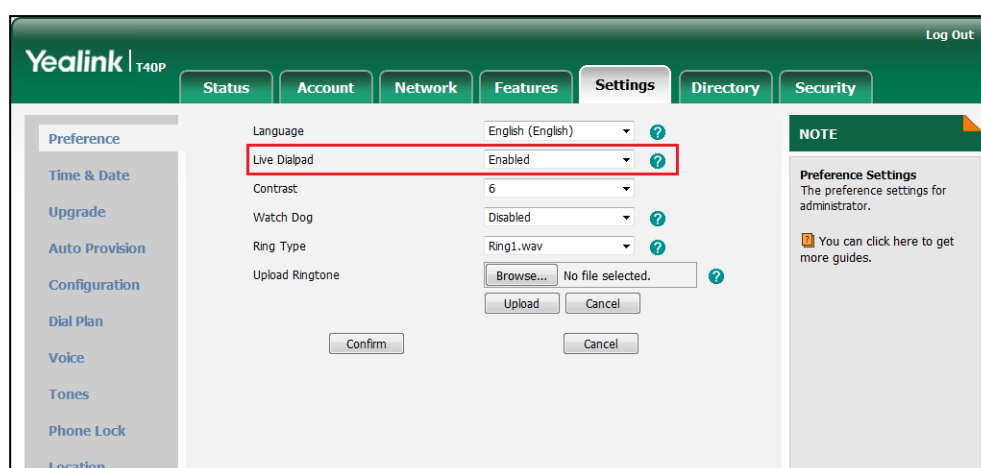 Log Out
Yealink T40P
Status Account Network Features Settings Directory Security
Preference
Time & Date
Upgrade
Auto Provision
Configuration
Dial Plan
Voice
Tones
Phone Lock
Location
Language English (English) ?
Live Dialpad Enabled ?
Contrast 6
Watch Dog Disabled ?
Ring Type Ring1.wav ?
Upload Ringtone Browse... No file selected. ?
Upload Cancel
Confirm Cancel
NOTE
Preference Settings
The preference settings for
administrator.
? You can click here to get
more guides.